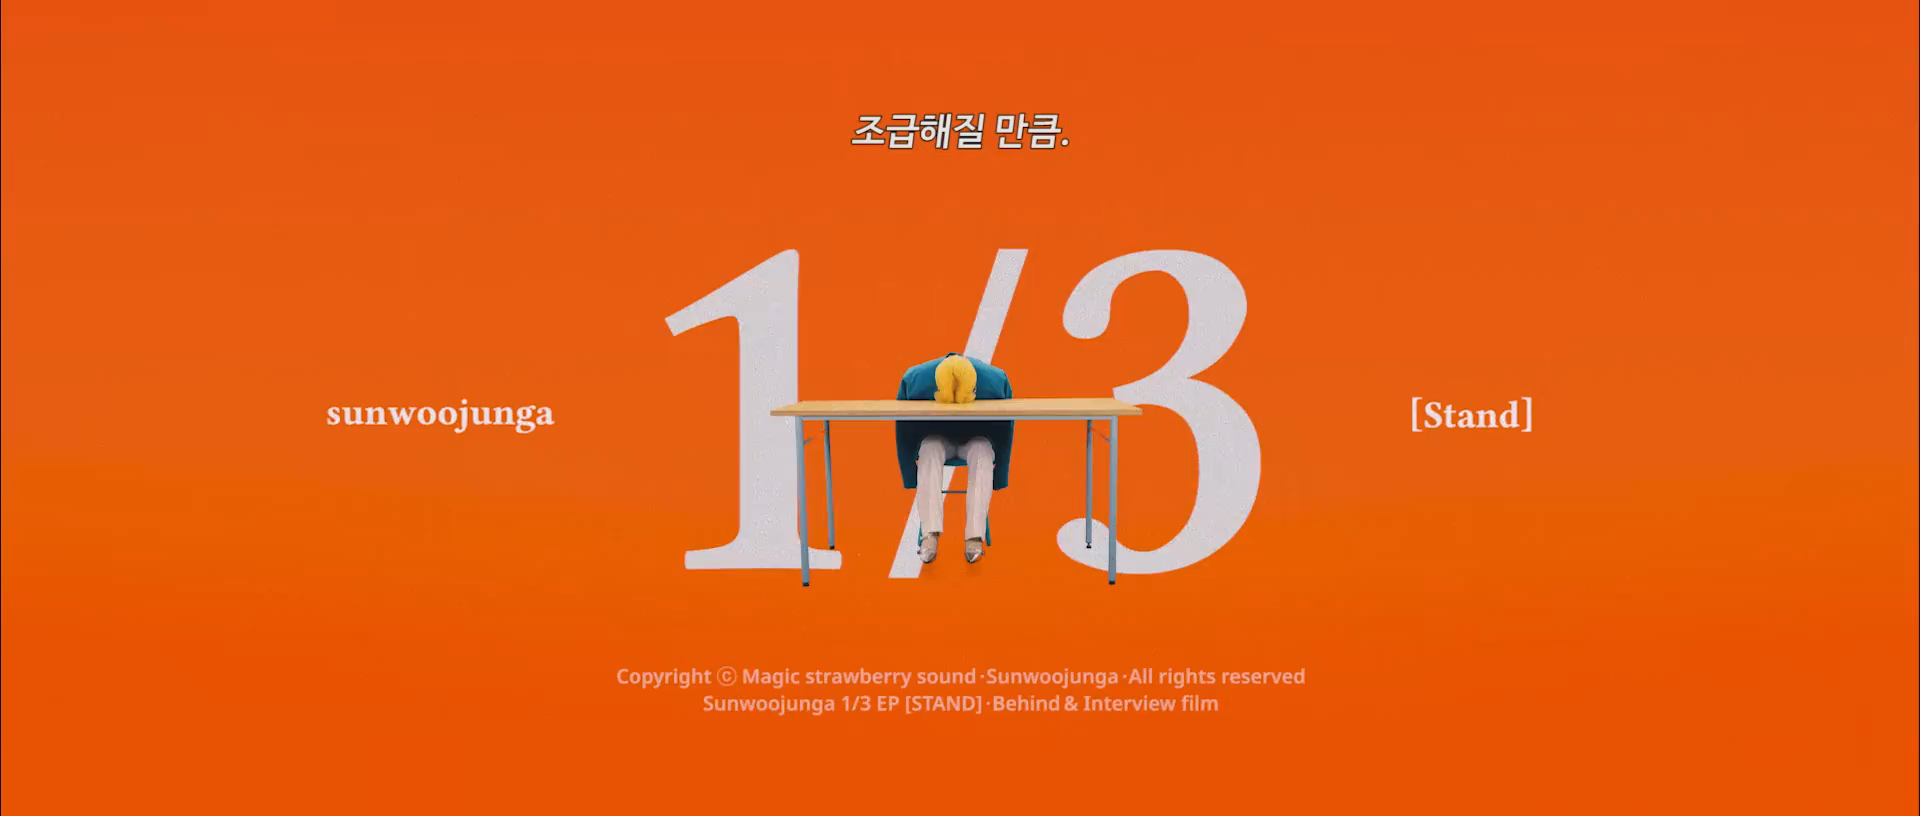 조급해질 만큼.
1/3
sunwoojunga
[Stand]
Copyright ⓒ Magic strawberry sound·Sunwoojunga·All rights reserved
Sunwoojunga 1/3 EP [STAND]·Behind & Interview film